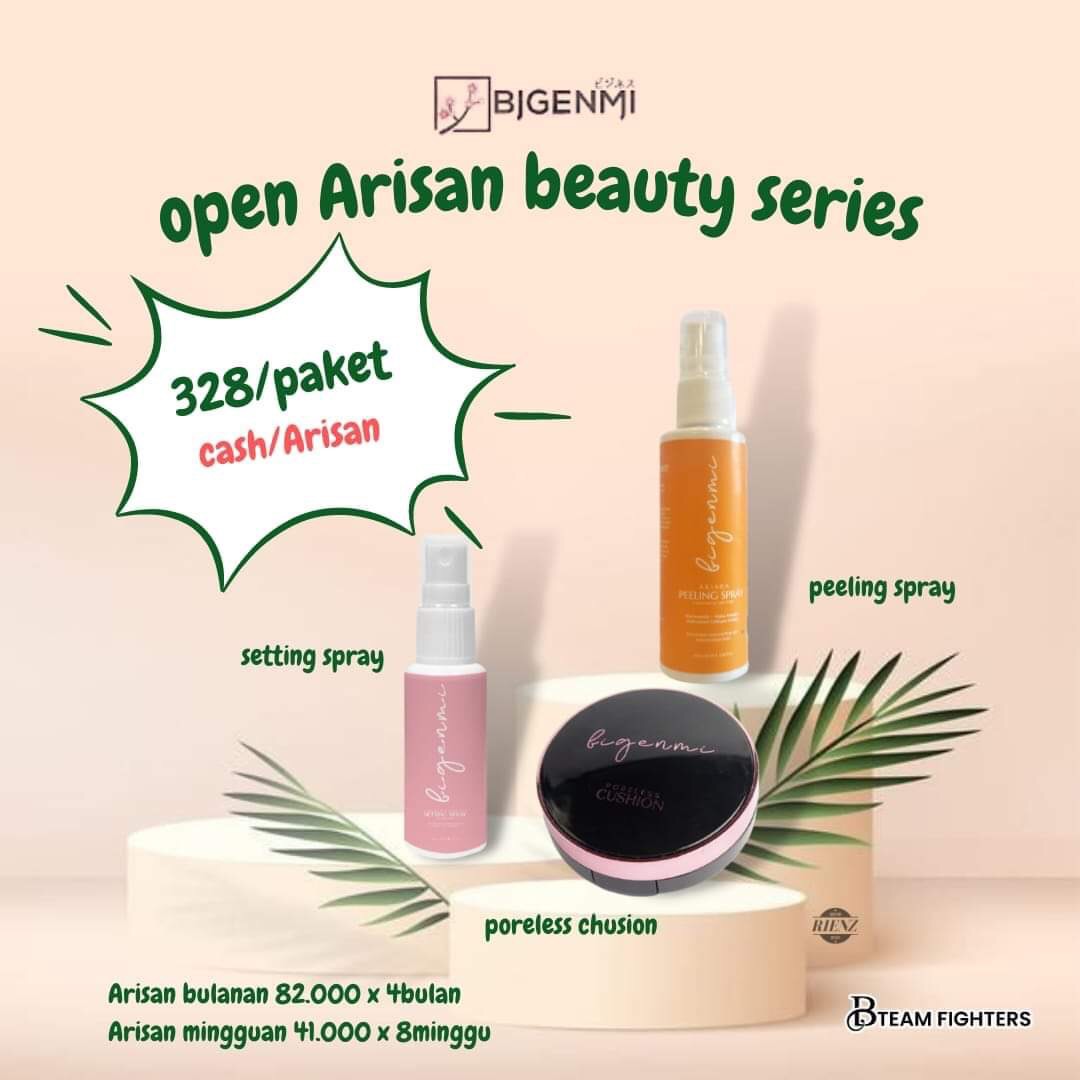 ビジネス
BIGENMI
open Arisan beauty series
328/paket
cash/Arisan
bigenmi
PEELING SPRAY
peeling spray
setting spray
bigenmi
SETTING SPRAY
bigenmi
PORELESS
CUSHION
poreless chusion
RIENZ
Arisan bulanan 82.000 x 4bulan
Arisan mingguan 41.000 x 8minggu
B TEAM FIGHTERS